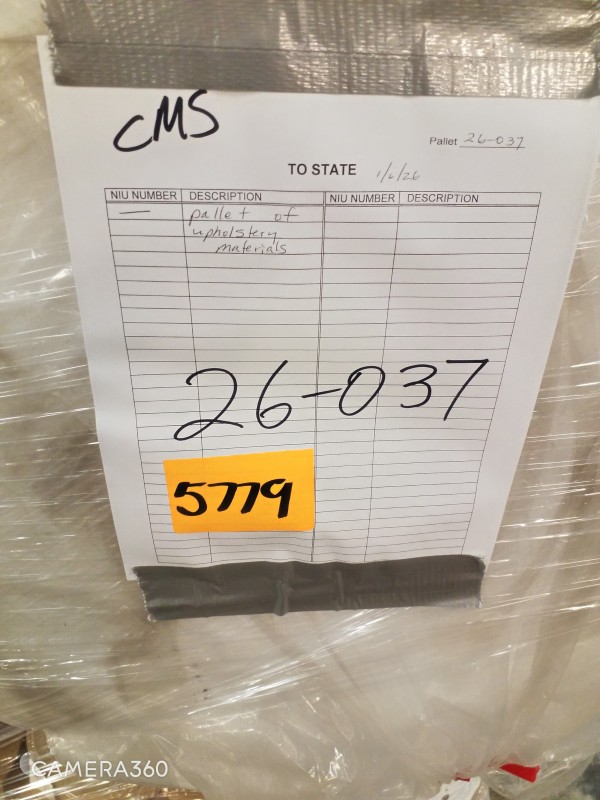 CMS
Pallet 26-037
TO STATE 1/6/26
NIU NUMBER DESCRIPTION NIU NUMBER DESCRIPTION
— pallet of
upholstery
materials
26-037
5779
CAMERA360